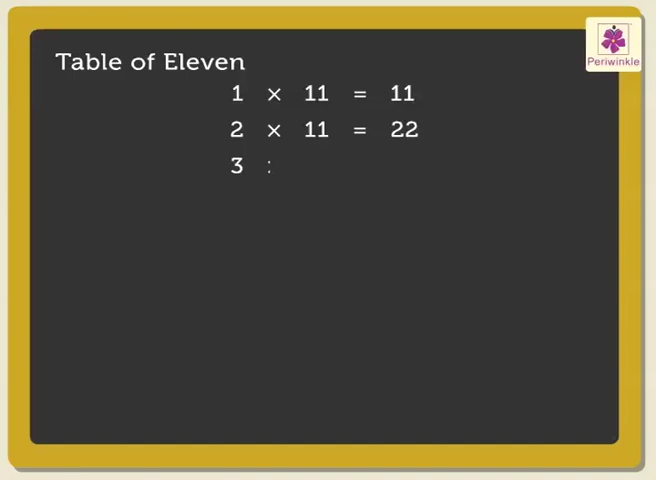 Periwinkle
Table of Eleven
1 × 11 = 11
2 × 11 = 22
3 :